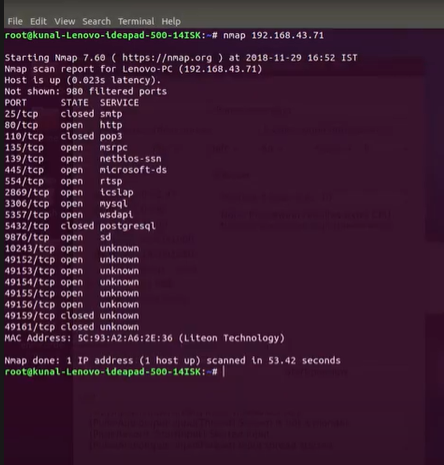 File Edit View Search Terminal Help
root@kunal-Lenovo-ideapad-500-14ISK:~# nmap 192.168.43.71
Starting Nmap 7.60 ( https://nmap.org ) at 2018-11-29 16:52 IST
Nmap scan report for Lenovo-PC (192.168.43.71)
Host is up (0.023s latency).
Not shown: 980 filtered ports
PORT STATE SERVICE
25/tcp closed smtp
80/tcp open http
110/tcp closed pop3
135/tcp open msrpc
139/tcp open netbios-ssn
445/tcp open microsoft-ds
554/tcp open rtsp
2869/tcp open icslap
3306/tcp open mysql
5357/tcp open wsdapi
5432/tcp closed postgresql
9876/tcp open sd
10243/tcp open unknown
49152/tcp open unknown
49153/tcp open unknown
49154/tcp open unknown
49155/tcp open unknown
49156/tcp open unknown
49159/tcp closed unknown
49161/tcp closed unknown
MAC Address: 5C:93:A2:A6:2E:36 (Liteon Technology)
Nmap done: 1 IP address (1 host up) scanned in 53.42 seconds
root@kunal-Lenovo-ideapad-500-14ISK:~#